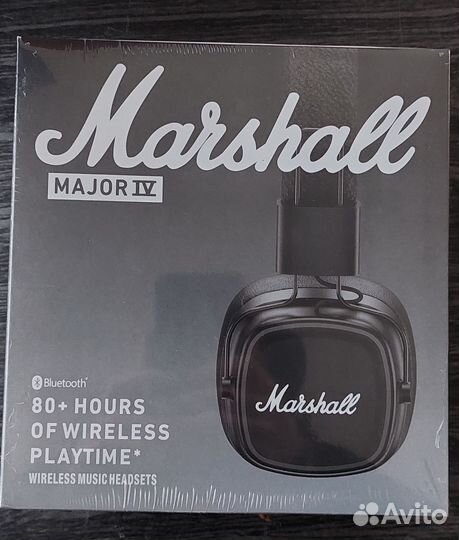 Marshall
MAJOR IV
Bluetooth
80+ HOURS
OF WIRELESS
PLAYTIME*
WIRELESS MUSIC HEADSETS
Marshall
Avito